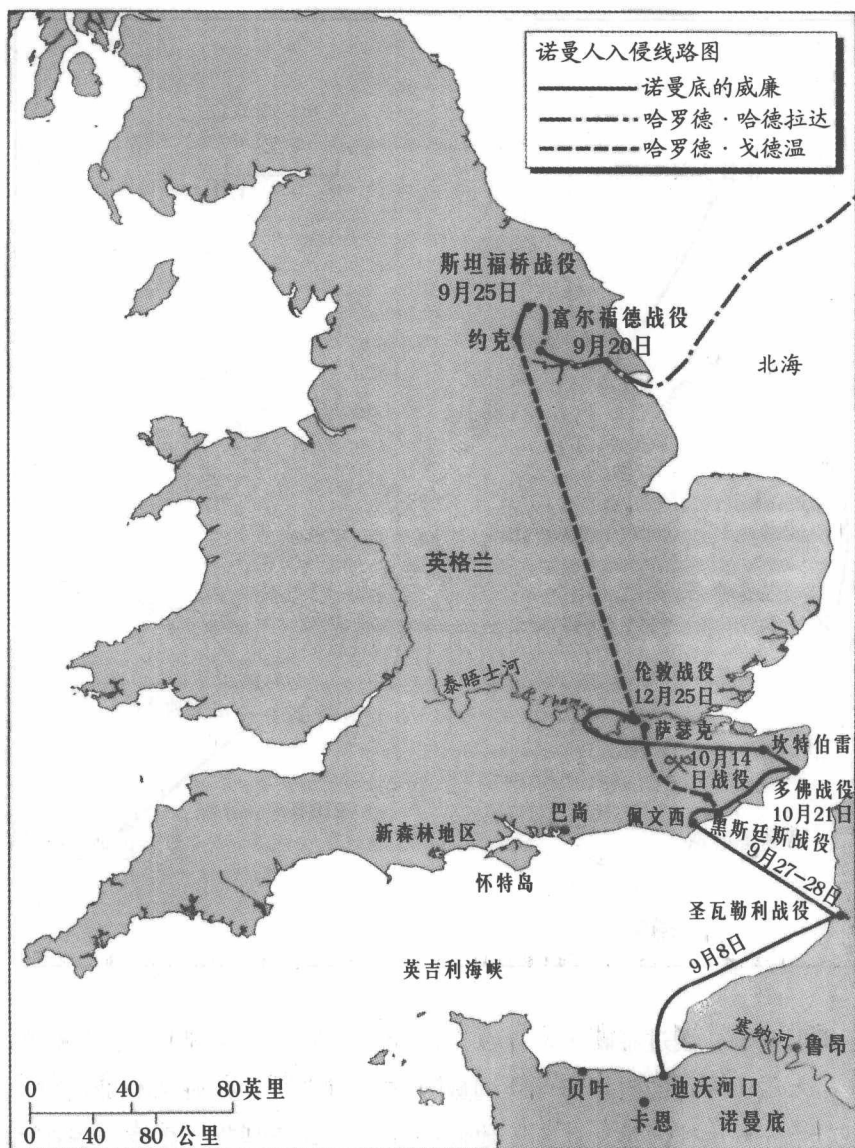 诺曼人入侵线路图
诺曼底的威廉
哈罗德·哈德拉达
哈罗德·戈德温
斯坦福桥战役
9月25日
富尔福德战役
9月20日
约克
北海
英格兰
伦敦战役
12月25日
泰晤士河
R Thames
萨瑟克
坎特伯雷
10月14
日战役
多佛战役
10月21日
佩文西
黑斯廷斯战役
巴尚
新森林地区
怀特岛
9月27-28日
圣瓦勒利战役
9月8日
英吉利海峡
塞纳河
鲁昂
贝叶
迪沃河口
卡恩
诺曼底
0 40 80英里
0 40 80 公里